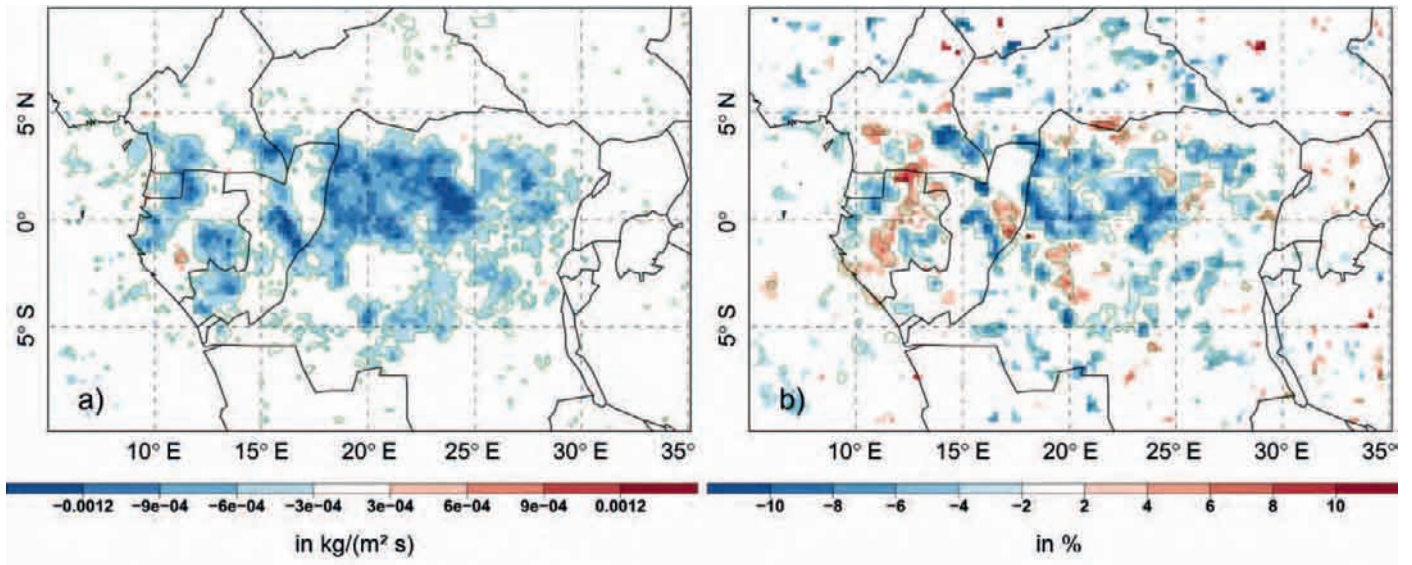 5° N
0°
5° S
a)
b)
10° E 15° E 20° E 25° E 30° E 35° E
10° E 15° E 20° E 25° E 30° E 35° E
−0.0012 −9e−04 −6e−04 −3e−04 3e−04 6e−04 9e−04 0.0012
−10 −8 −6 −4 −2 2 4 6 8 10
in kg/(m² s)
in %
5° N
0°
5° S